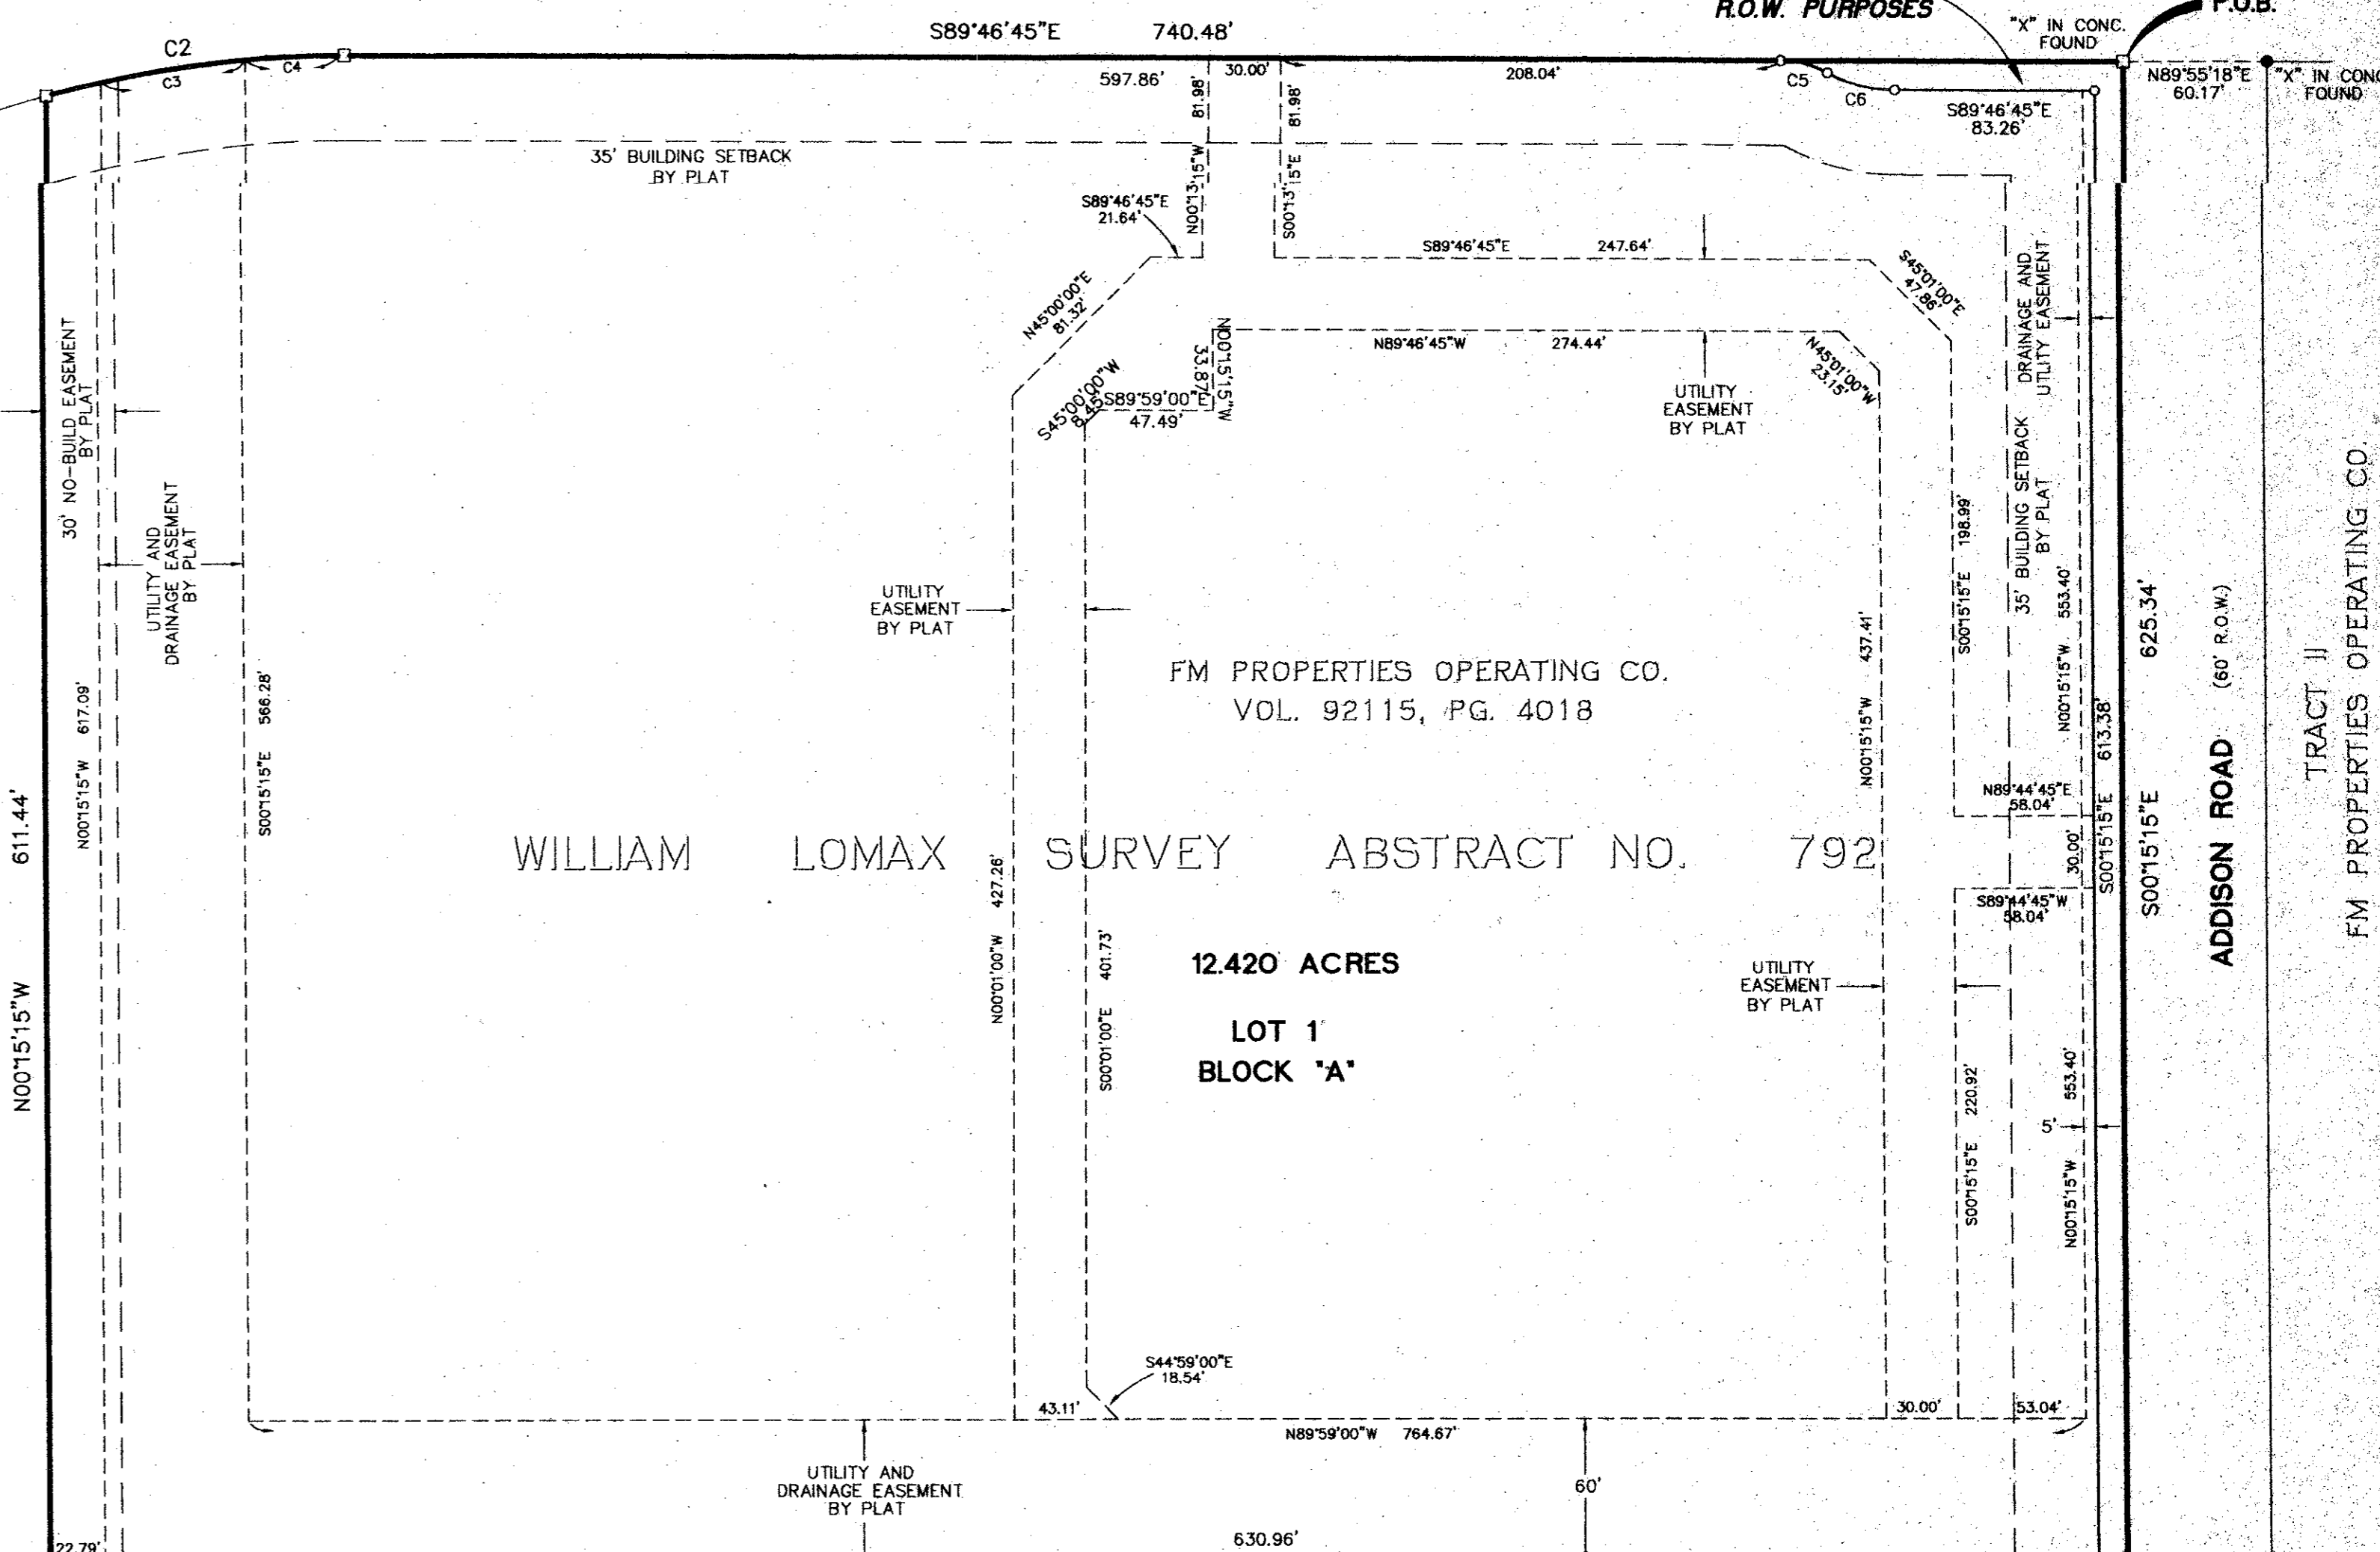 R.O.W. PURPOSES
P.O.B.
"X" IN CONC.
FOUND
S89°46'45"E 740.48'
C2
C3
C4
597.86'
30.00'
208.04'
C5
C6
S89°46'45"E
83.26'
N89°55'18"E
60.17'
"X" IN CONC
FOUND
81.98'
N00°13'15"W
81.98'
S00°13'15"E
35' BUILDING SETBACK
BY PLAT
S89°46'45"E
21.64'
S89°46'45"E 247.64'
S45°01'00"E
47.86'
N45°00'00"E
81.32'
N89°46'45"W 274.44'
N45°01'00"W
23.15'
N00°15'15"W
33.87'
S45°00'00"W
8.45'
S89°59'00"E
47.49'
UTILITY
EASEMENT
BY PLAT
DRAINAGE AND
UTLITY EASEMENT
35' BUILDING SETBACK
BY PLAT
30' NO-BUILD EASEMENT
BY PLAT
UTILITY AND
DRAINAGE EASEMENT
BY PLAT
UTILITY
EASEMENT
BY PLAT
S00°15'15"E 198.99'
N00°15'15"W 553.40'
FM PROPERTIES OPERATING CO.
VOL. 92115, PG. 4018
N00°15'15"W 617.09'
S00°15'15"E 566.28'
N00°15'15"W 437.41'
N89°44'45"E
58.04'
30.00'
S89°44'45"W
58.04'
S00°15'15"E 613.38'
S00°15'15"E 625.34'
ADDISON ROAD (60' R.O.W.)
TRACT II
FM PROPERTIES OPERATING CO.
N00°15'15"W 611.44'
WILLIAM LOMAX SURVEY ABSTRACT NO. 792
N00°01'00"W 427.26'
S00°01'00"E 401.73'
12.420 ACRES
LOT 1
BLOCK "A"
UTILITY
EASEMENT
BY PLAT
S00°15'15"E 220.92'
N00°15'15"W 553.40'
5'
S44°59'00"E
18.54'
43.11'
30.00'
53.04'
N89°59'00"W 764.67'
UTILITY AND
DRAINAGE EASEMENT
BY PLAT
60'
630.96'
22.79'